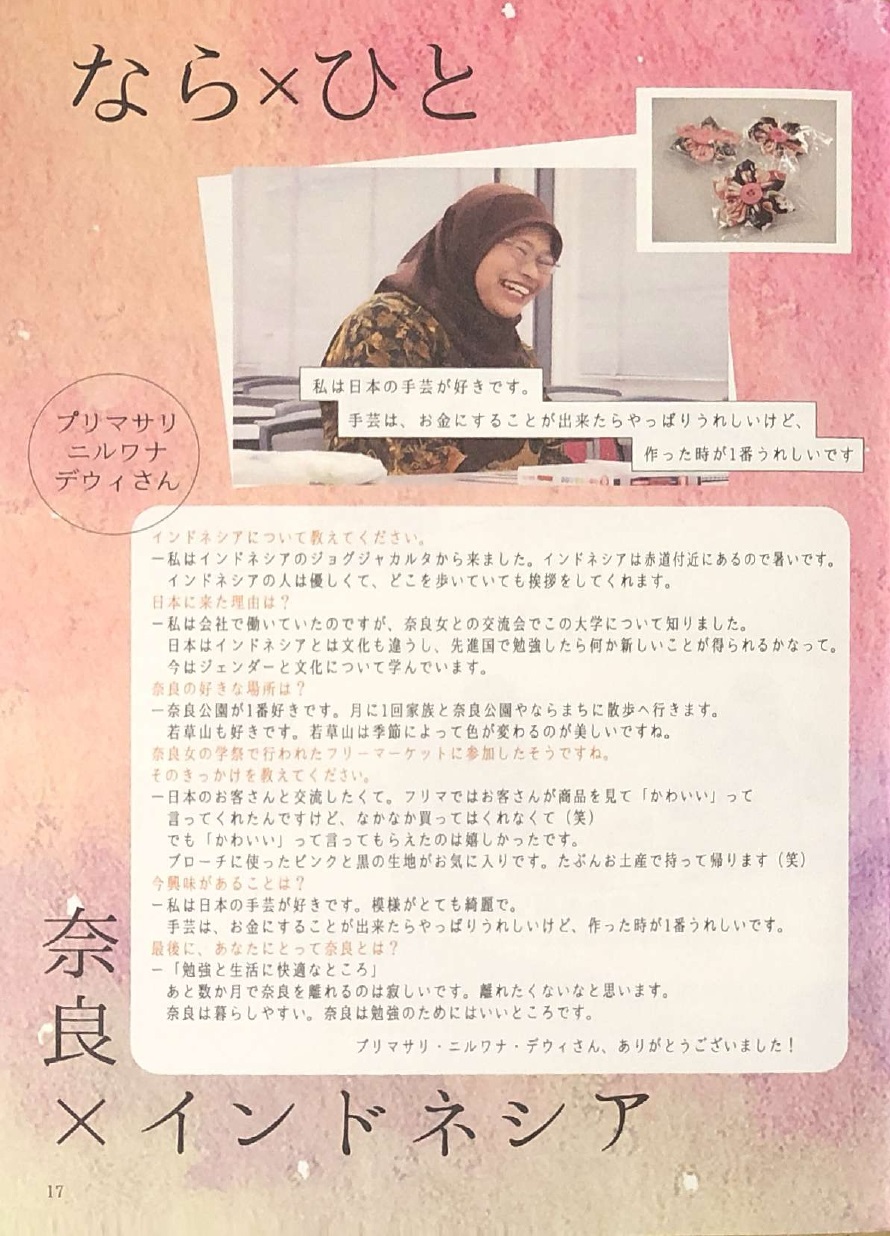 なら×ひと
私は日本の手芸が好きです。
手芸は、お金にすることが出来たらやっぱりうれしいけど、
作った時が1番うれしいです
プリマサリ
ニルワナ
デウィさん
インドネシアについて教えてください。
ー私はインドネシアのジョグジャカルタから来ました。インドネシアは赤道付近にあるので暑いです。
インドネシアの人は優しくて、どこを歩いていても挨拶をしてくれます。
日本に来た理由は？
ー私は会社で働いていたのですが、奈良女との交流会でこの大学について知りました。
日本はインドネシアとは文化も違うし、先進国で勉強したら何か新しいことが得られるかなって。
今はジェンダーと文化について学んでいます。
奈良の好きな場所は？
ー奈良公園が1番好きです。月に1回家族と奈良公園やならまちに散歩へ行きます。
若草山も好きです。若草山は季節によって色が変わるのが美しいですね。
奈良女の学祭で行われたフリーマーケットに参加したそうですね。
そのきっかけを教えてください。
ー日本のお客さんと交流したくて。フリマではお客さんが商品を見て「かわいい」って
言ってくれたんですけど、なかなか買ってはくれなくて（笑）
でも「かわいい」って言ってもらえたのは嬉しかったです。
ブローチに使ったピンクと黒の生地がお気に入りです。たぶんお土産で持って帰ります（笑）
今興味があることは？
ー私は日本の手芸が好きです。模様がとても綺麗で。
手芸は、お金にすることが出来たらやっぱりうれしいけど、作った時が1番うれしいです。
最後に、あなたにとって奈良とは？
ー「勉強と生活に快適なところ」
あと数か月で奈良を離れるのは寂しいです。離れたくないなと思います。
奈良は暮らしやすい。奈良は勉強のためにはいいところです。
プリマサリ・ニルワナ・デウィさん、ありがとうございました！
奈良×インドネシア
17